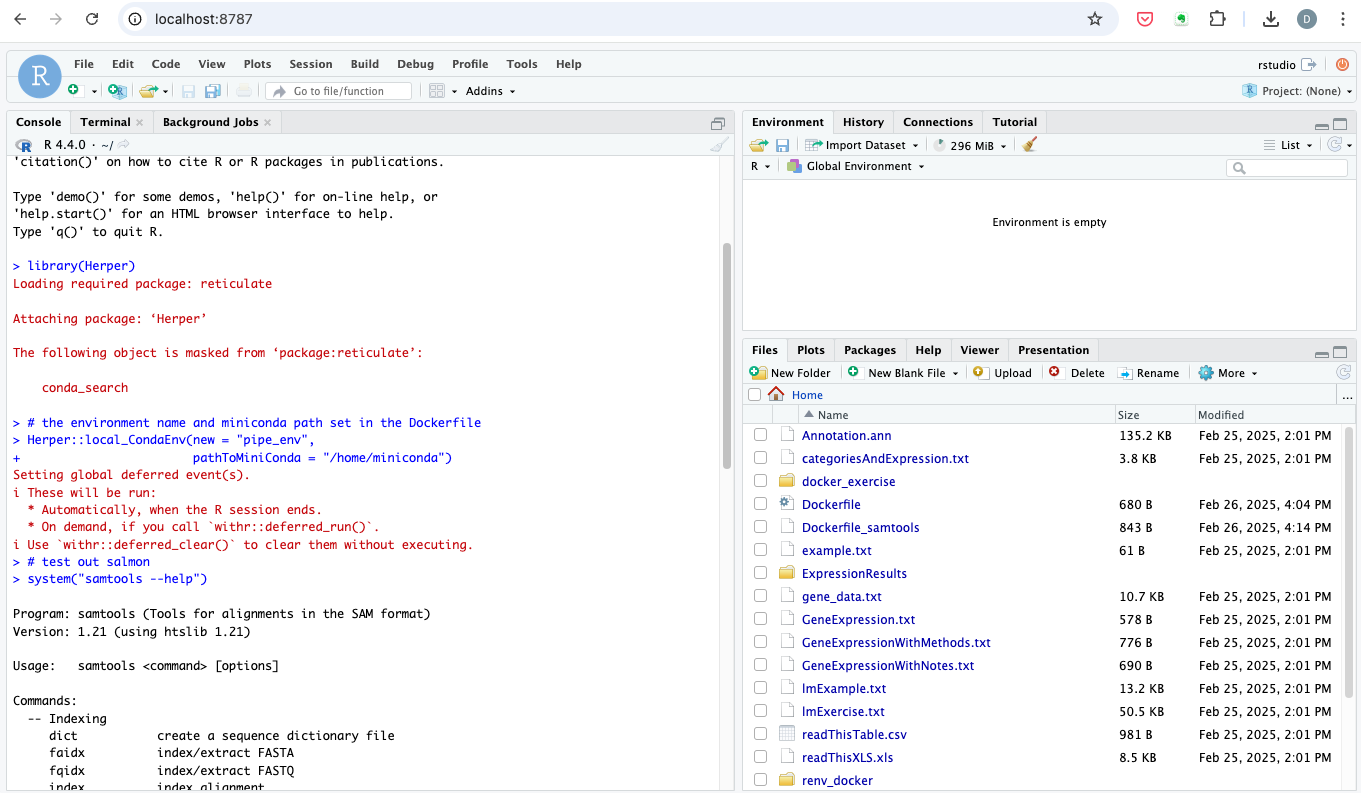 localhost:8787
D
R
File Edit Code View Plots Session Build Debug Profile Tools Help
rstudio
Go to file/function
Addins
Project: (None)
Console Terminal Background Jobs
R 4.4.0 · ~/
'citation()' on how to cite R or R packages in publications.
Type 'demo()' for some demos, 'help()' for on-line help, or
'help.start()' for an HTML browser interface to help.
Type 'q()' to quit R.
> library(Herper)
Loading required package: reticulate
Attaching package: ‘Herper’
The following object is masked from ‘package:reticulate’:
conda_search
> # the environment name and miniconda path set in the Dockerfile
> Herper::local_CondaEnv(new = "pipe_env",
+ pathToMiniConda = "/home/miniconda")
Setting global deferred event(s).
i These will be run:
* Automatically, when the R session ends.
* On demand, if you call `withr::deferred_run()`.
i Use `withr::deferred_clear()` to clear them without executing.
> # test out salmon
> system("samtools --help")
Program: samtools (Tools for alignments in the SAM format)
Version: 1.21 (using htslib 1.21)
Usage: samtools <command> [options]
Commands:
-- Indexing
dict create a sequence dictionary file
faidx index/extract FASTA
fqidx index/extract FASTQ
index index alignment
Environment History Connections Tutorial
Import Dataset 296 MiB List
R Global Environment
Environment is empty
Files Plots Packages Help Viewer Presentation
New Folder New Blank File Upload Delete Rename More
Home ...
Name Size Modified
Annotation.ann 135.2 KB Feb 25, 2025, 2:01 PM
categoriesAndExpression.txt 3.8 KB Feb 25, 2025, 2:01 PM
docker_exercise
Dockerfile 680 B Feb 26, 2025, 4:04 PM
Dockerfile_samtools 843 B Feb 26, 2025, 4:14 PM
example.txt 61 B Feb 25, 2025, 2:01 PM
ExpressionResults
gene_data.txt 10.7 KB Feb 25, 2025, 2:01 PM
GeneExpression.txt 578 B Feb 25, 2025, 2:01 PM
GeneExpressionWithMethods.txt 776 B Feb 25, 2025, 2:01 PM
GeneExpressionWithNotes.txt 690 B Feb 25, 2025, 2:01 PM
lmExample.txt 13.2 KB Feb 25, 2025, 2:01 PM
lmExercise.txt 50.5 KB Feb 25, 2025, 2:01 PM
readThisTable.csv 981 B Feb 25, 2025, 2:01 PM
readThisXLS.xls 8.5 KB Feb 25, 2025, 2:01 PM
renv_docker